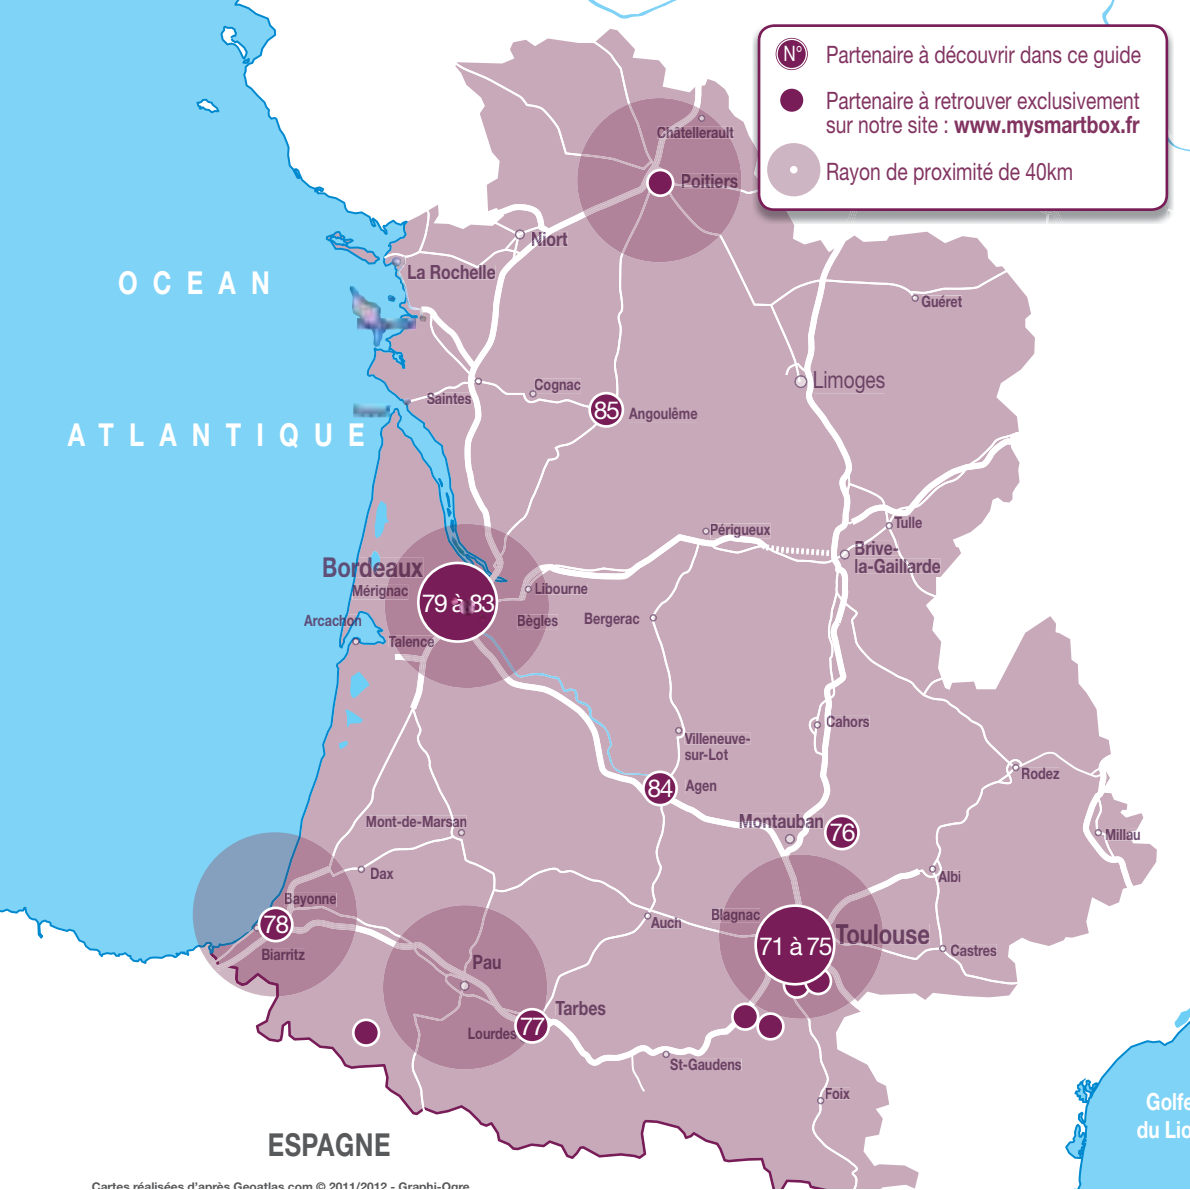 N° Partenaire à découvrir dans ce guide
Partenaire à retrouver exclusivement
sur notre site : www.mysmartbox.fr
Rayon de proximité de 40km
Châtellerault
Poitiers
Niort
La Rochelle
OCEAN
Guéret
Limoges
Cognac
Saintes
85
Angoulême
ATLANTIQUE
Tulle
Périgueux
Brive-
la-Gaillarde
Bordeaux
Mérignac
Libourne
79 à 83
Arcachon
Bègles
Bergerac
Talence
Cahors
Villeneuve-
sur-Lot
Rodez
84
Agen
Mont-de-Marsan
Montauban
76
Millau
Dax
Albi
Bayonne
Blagnac
Auch
78
Toulouse
71 à 75
Biarritz
Castres
Pau
Tarbes
Lourdes
77
St-Gaudens
Foix
Golfe
du Lio
ESPAGNE
Cartes réalisées d'après Geoatlas.com © 2011/2012 - Graphi-Ogre